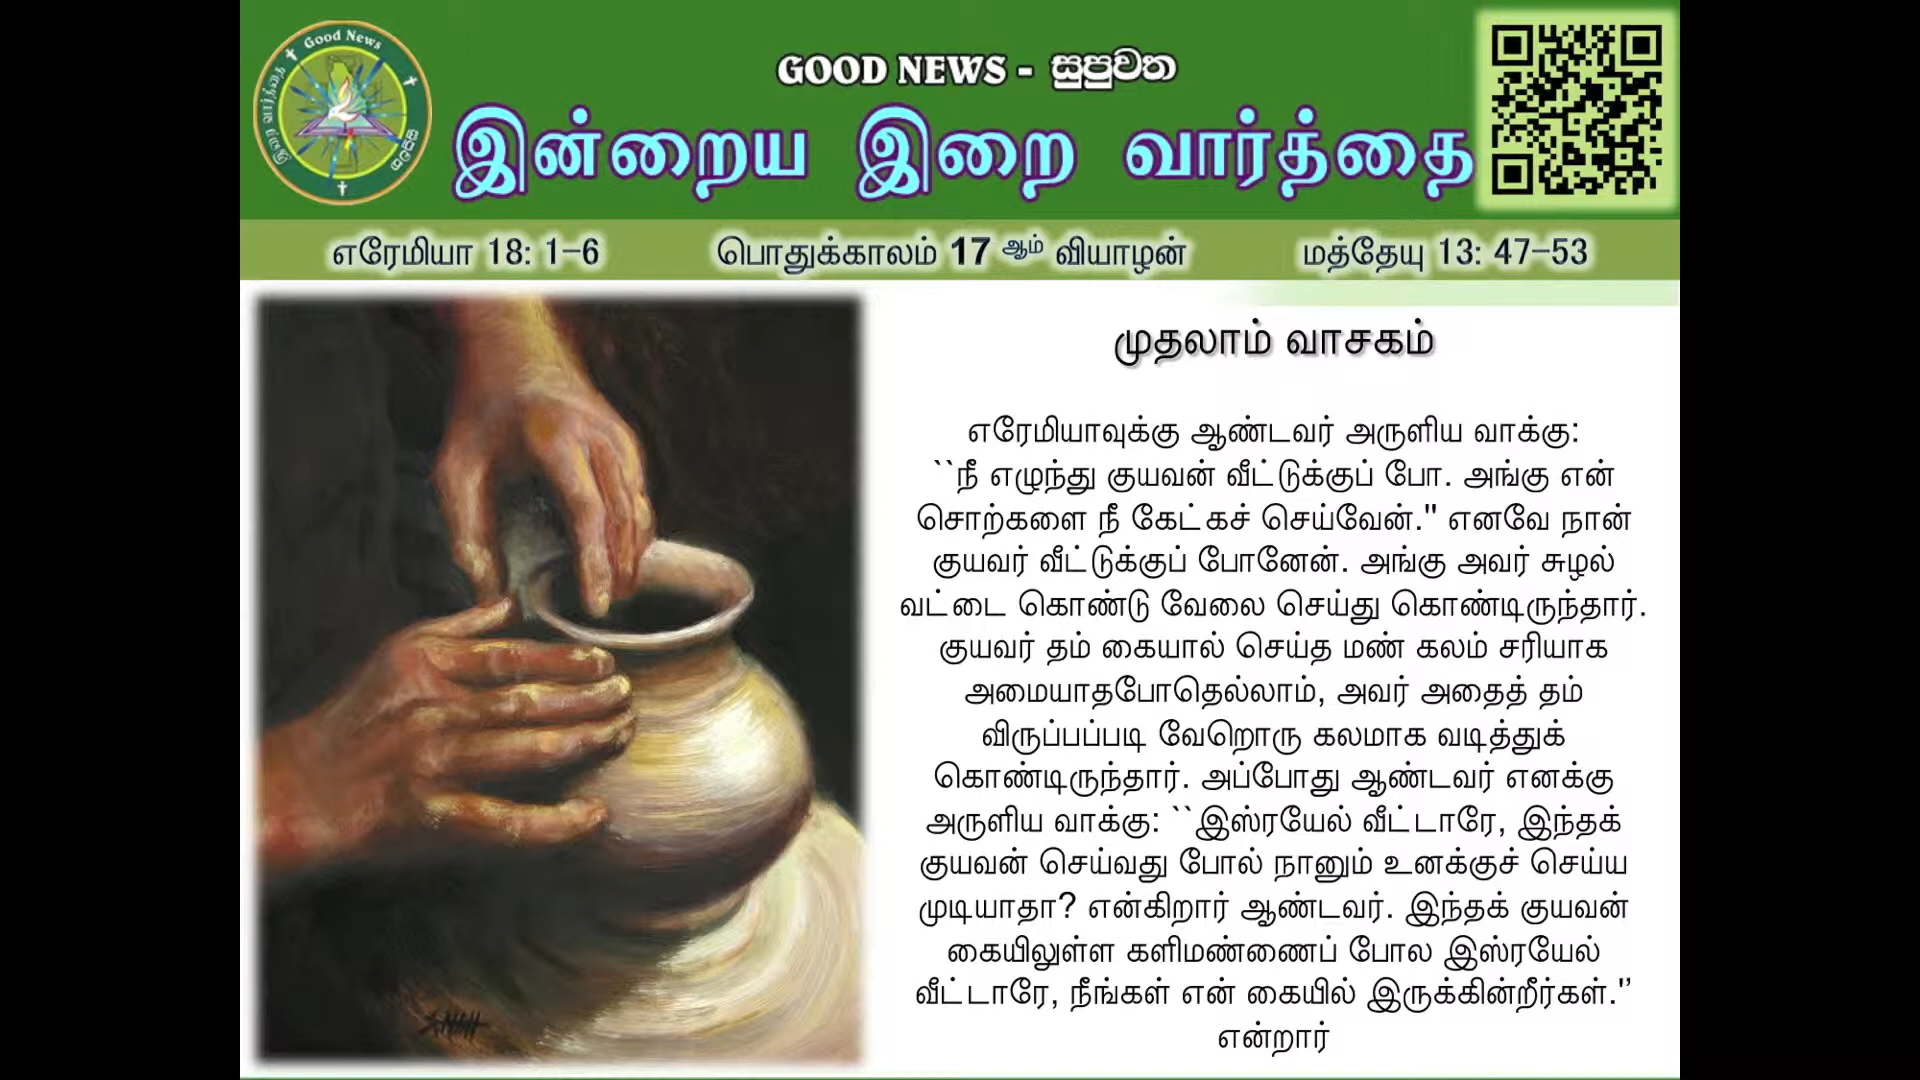 Good News
இறை வார்த்தை
සුපුවත
GOOD NEWS - සුපුවත
இன்றைய இறை வார்த்தை
எரேமியா 18: 1-6
பொதுக்காலம் 17 ஆம் வியாழன்
மத்தேயு 13: 47-53
முதலாம் வாசகம்
எரேமியாவுக்கு ஆண்டவர் அருளிய வாக்கு:
``நீ எழுந்து குயவன் வீட்டுக்குப் போ. அங்கு என்
சொற்களை நீ கேட்கச் செய்வேன்.'' எனவே நான்
குயவர் வீட்டுக்குப் போனேன். அங்கு அவர் சுழல்
வட்டை கொண்டு வேலை செய்து கொண்டிருந்தார்.
குயவர் தம் கையால் செய்த மண் கலம் சரியாக
அமையாதபோதெல்லாம், அவர் அதைத் தம்
விருப்பப்படி வேறொரு கலமாக வடித்துக்
கொண்டிருந்தார். அப்போது ஆண்டவர் எனக்கு
அருளிய வாக்கு: ``இஸ்ரயேல் வீட்டாரே, இந்தக்
குயவன் செய்வது போல் நானும் உனக்குச் செய்ய
முடியாதா? என்கிறார் ஆண்டவர். இந்தக் குயவன்
கையிலுள்ள களிமண்ணைப் போல இஸ்ரயேல்
வீட்டாரே, நீங்கள் என் கையில் இருக்கின்றீர்கள்.'’
என்றார்